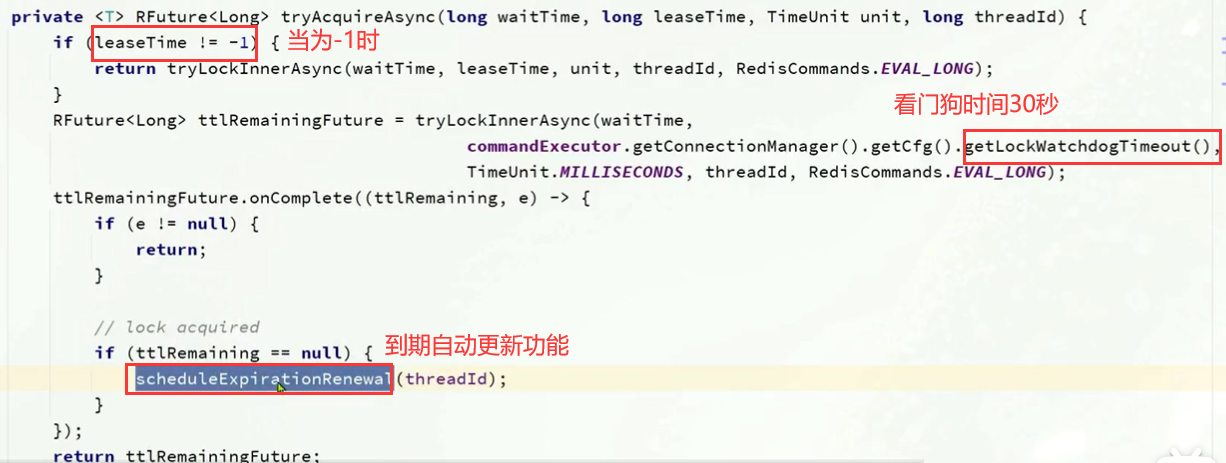 private <T> RFuture<Long> tryAcquireAsync(long waitTime, long leaseTime, TimeUnit unit, long threadId) {
if (leaseTime != -1) { 当为-1时
return tryLockInnerAsync(waitTime, leaseTime, unit, threadId, RedisCommands.EVAL_LONG);
}
看门狗时间30秒
RFuture<Long> ttlRemainingFuture = tryLockInnerAsync(waitTime,
commandExecutor.getConnectionManager().getCfg().getLockWatchdogTimeout(),
TimeUnit.MILLISECONDS, threadId, RedisCommands.EVAL_LONG);
ttlRemainingFuture.onComplete((ttlRemaining, e) -> {
if (e != null) {
return;
}
// lock acquired
if (ttlRemaining == null) { 到期自动更新功能
scheduleExpirationRenewal(threadId);
}
});
return ttlRemainingFuture;